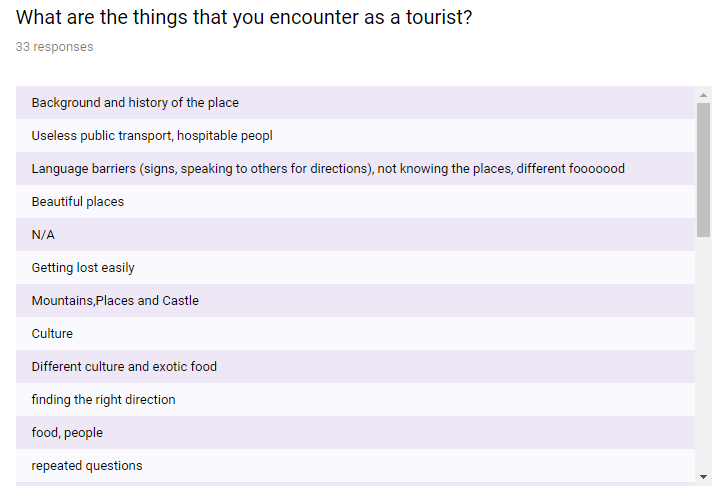 What are the things that you encounter as a tourist?
33 responses
Background and history of the place
Useless public transport, hospitable peopl
Language barriers (signs, speaking to others for directions), not knowing the places, different fooooood
Beautiful places
N/A
Getting lost easily
Mountains,Places and Castle
Culture
Different culture and exotic food
finding the right direction
food, people
repeated questions